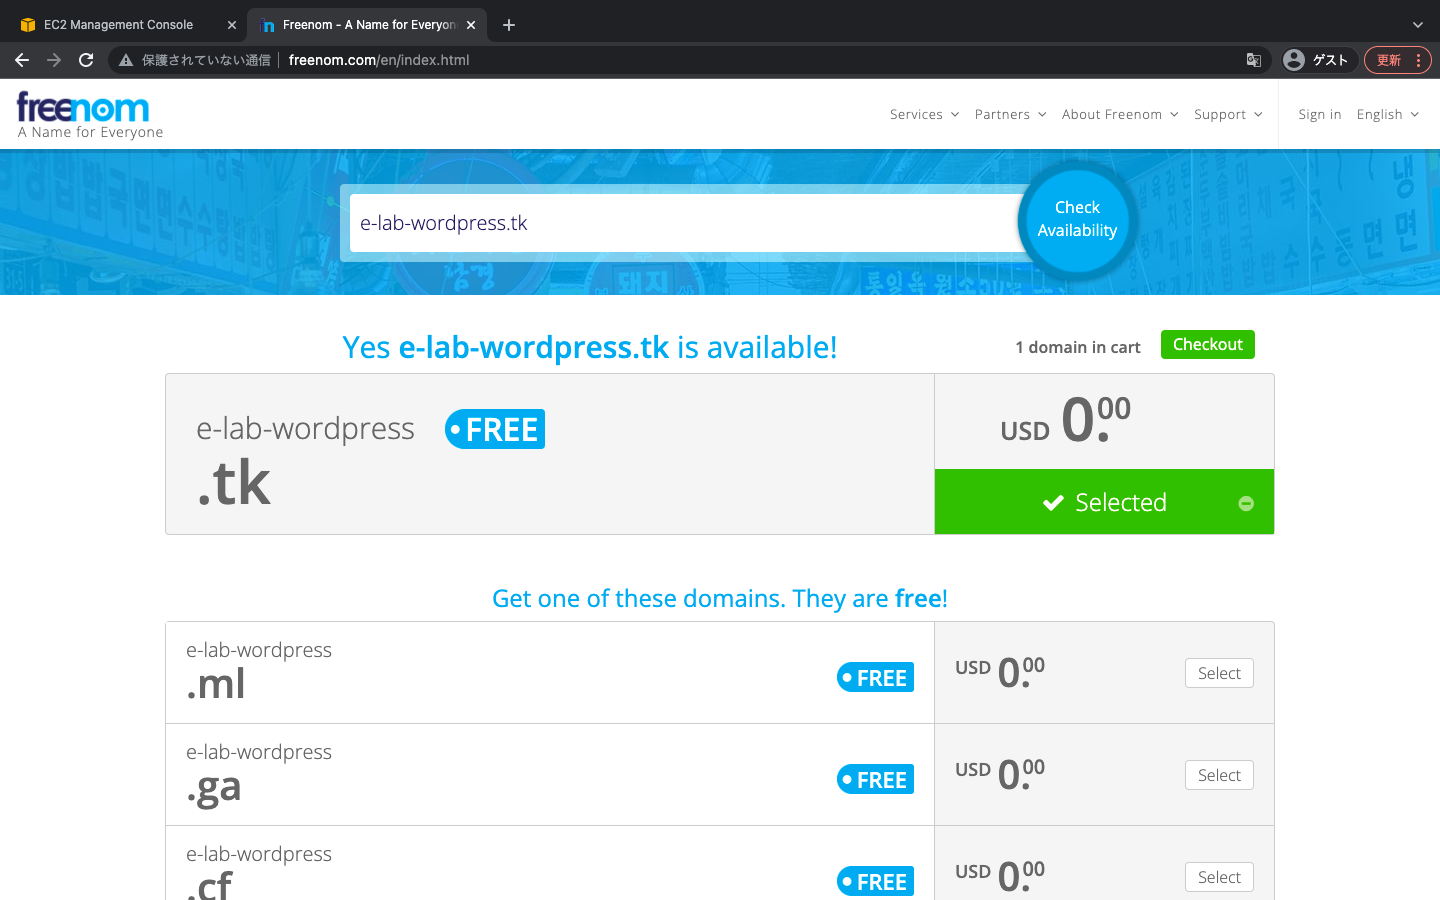 EC2 Management Console
Freenom - A Name for Everyon
保護されていない通信
freenom.com/en/index.html
ゲスト
更新
freenom
A Name for Everyone
Services
Partners
About Freenom
Support
Sign in
English
e-lab-wordpress.tk
Check
Availability
Yes e-lab-wordpress.tk is available!
1 domain in cart
Checkout
e-lab-wordpress
FREE
.tk
USD 0.00
Selected
Get one of these domains. They are free!
e-lab-wordpress
.ml
FREE
USD 0.00
Select
e-lab-wordpress
.ga
FREE
USD 0.00
Select
e-lab-wordpress
.cf
FREE
USD 0.00
Select